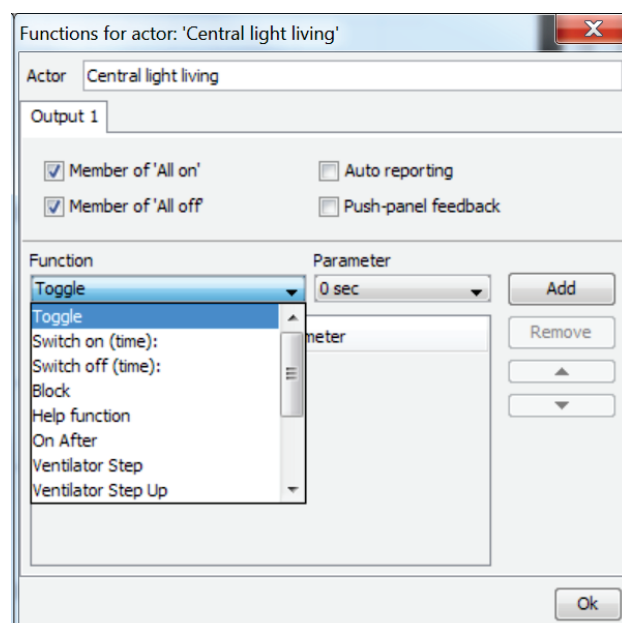 Functions for actor: 'Central light living'
Actor Central light living
Output 1
Member of 'All on' Auto reporting
Member of 'All off' Push-panel feedback
Function Parameter
Toggle 0 sec Add
Toggle
meter Remove
Switch on (time):
Switch off (time):
Block
Help function
On After
Ventilator Step
Ventilator Step Up
Ok